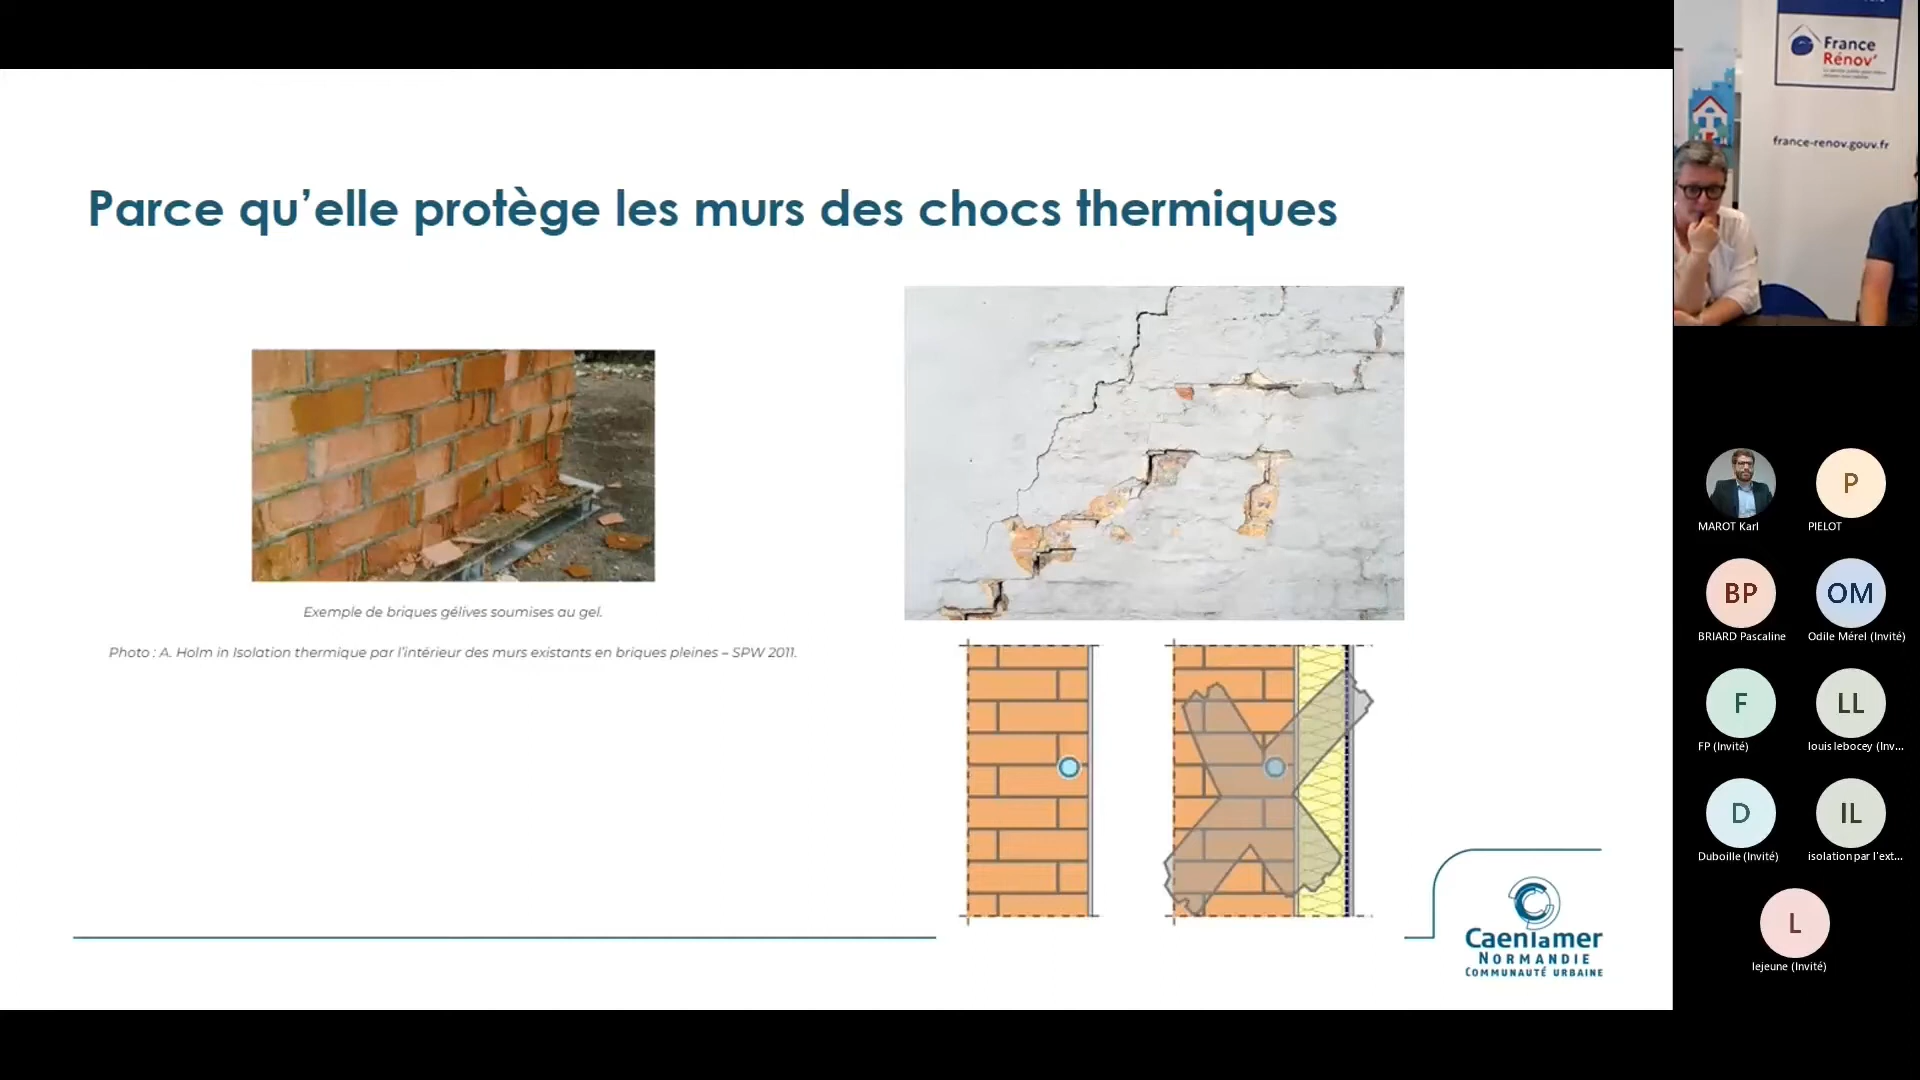 Parce qu’elle protège les murs des chocs thermiques
Exemple de briques gélives soumises au gel.
Photo : A. Holm in Isolation thermique par l’intérieur des murs existants en briques pleines – SPW 2011.
Caenlamer
NORMANDIE
COMMUNAUTÉ URBAINE
France
Rénov’
france-renov.gouv.fr
MAROT Karl
P
PIELOT
BP
BRIARD Pascaline
OM
Odile Mérel (Invité)
F
FP (Invité)
LL
louis lebocey (Inv...
D
Duboille (Invité)
IL
isolation par l'ext...
L
lejeune (Invité)